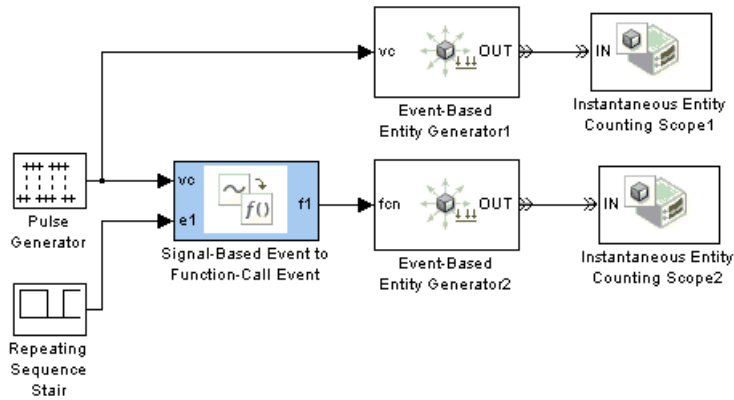 vc
OUT
IN
Event-Based
Entity Generator1
Instantaneous Entity
Counting Scope1
Pulse
Generator
vc
e1
f()
f1
Signal-Based Event to
Function-Call Event
fcn
OUT
Event-Based
Entity Generator2
IN
Instantaneous Entity
Counting Scope2
Repeating
Sequence
Stair